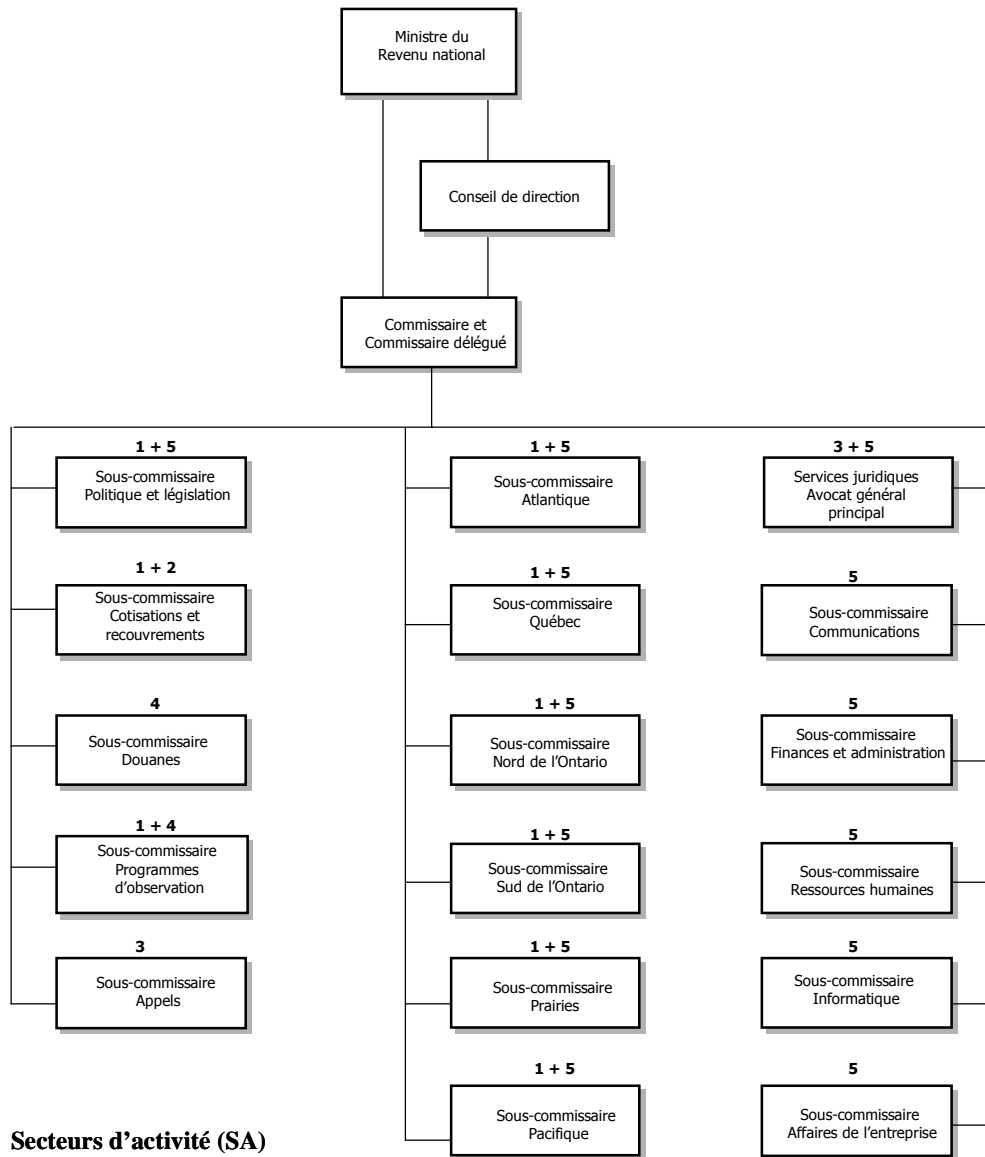 Ministre du
Revenu national
Conseil de direction
Commissaire et
Commissaire délégué
1 + 5
Sous-commissaire
Politique et législation
1 + 2
Sous-commissaire
Cotisations et
recouvrements
4
Sous-commissaire
Douanes
1 + 4
Sous-commissaire
Programmes
d'observation
3
Sous-commissaire
Appels
1 + 5
Sous-commissaire
Atlantique
1 + 5
Sous-commissaire
Québec
1 + 5
Sous-commissaire
Nord de l'Ontario
1 + 5
Sous-commissaire
Sud de l'Ontario
1 + 5
Sous-commissaire
Prairies
1 + 5
Sous-commissaire
Pacifique
3 + 5
Services juridiques
Avocat général
principal
5
Sous-commissaire
Communications
5
Sous-commissaire
Finances et administration
5
Sous-commissaire
Ressources humaines
5
Sous-commissaire
Informatique
5
Sous-commissaire
Affaires de l'entreprise
Secteurs d'activité (SA)